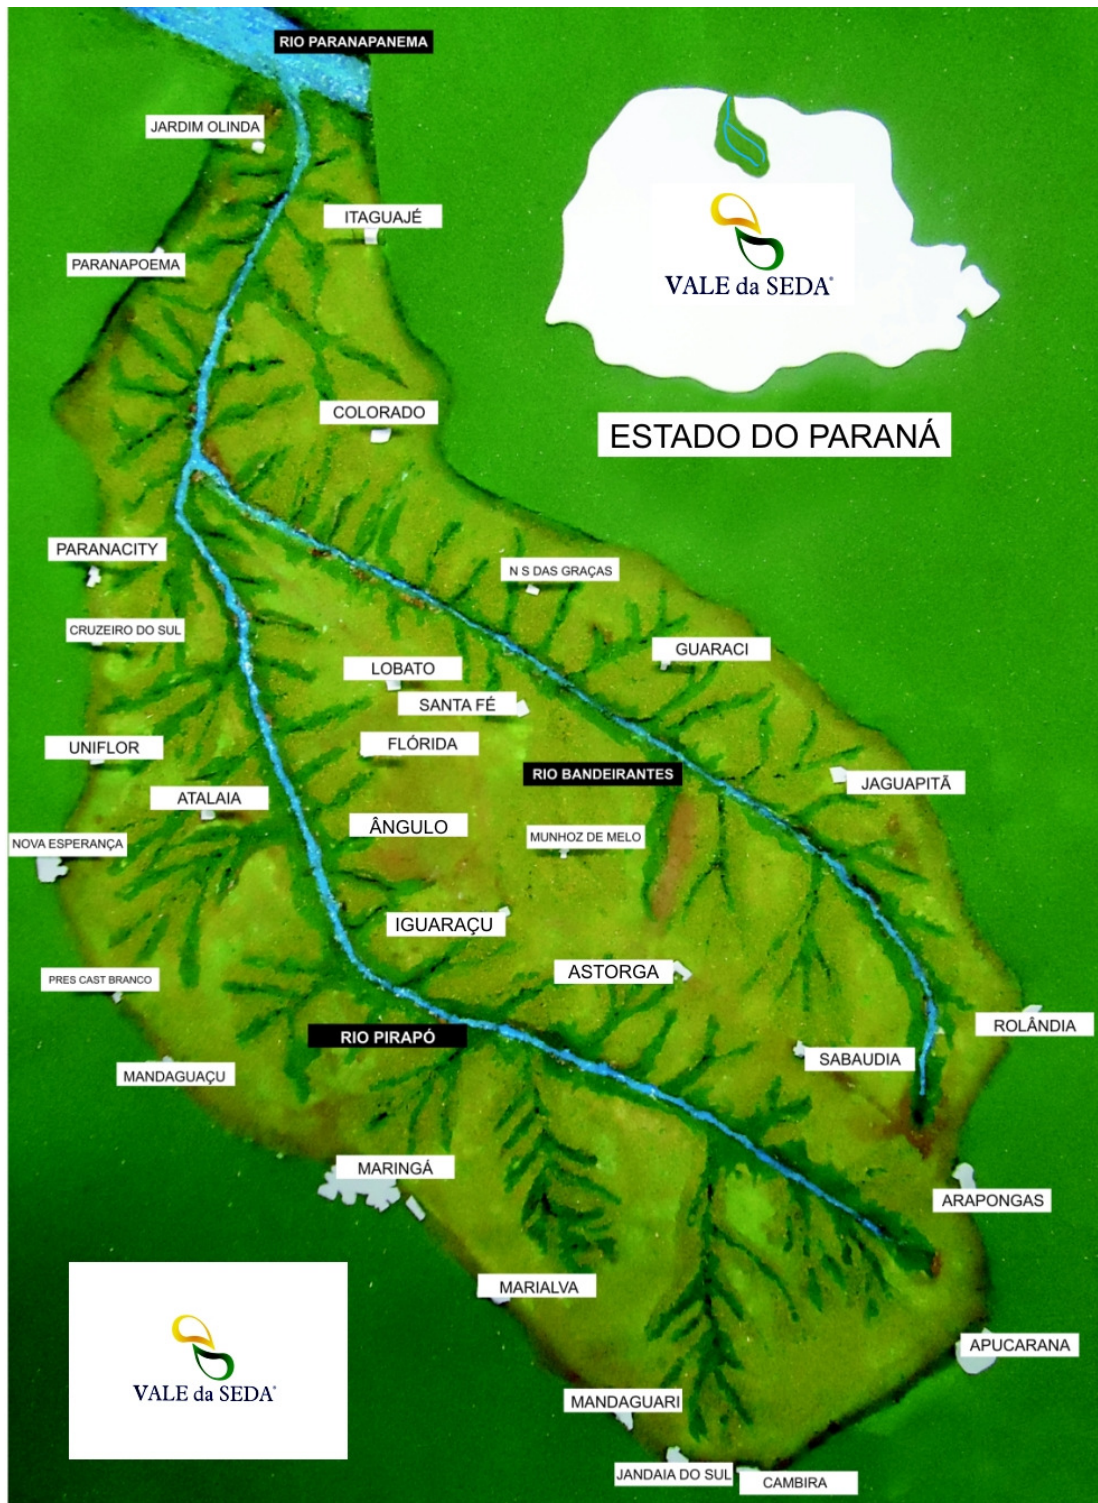 RIO PARANAPANEMA
JARDIM OLINDA
ITAGUAJÉ
PARANAPOEMA
VALE da SEDA®
COLORADO
ESTADO DO PARANÁ
PARANACITY
N S DAS GRAÇAS
CRUZEIRO DO SUL
GUARACI
LOBATO
SANTA FÉ
UNIFLOR
FLÓRIDA
RIO BANDEIRANTES
JAGUAPITÃ
ATALAIA
ÂNGULO
MUNHOZ DE MELO
NOVA ESPERANÇA
IGUARAÇU
ASTORGA
PRES CAST BRANCO
ROLÂNDIA
RIO PIRAPÓ
SABAUDIA
MANDAGUAÇU
MARINGÁ
ARAPONGAS
MARIALVA
APUCARANA
VALE da SEDA®
MANDAGUARI
JANDAIA DO SUL
CAMBIRA